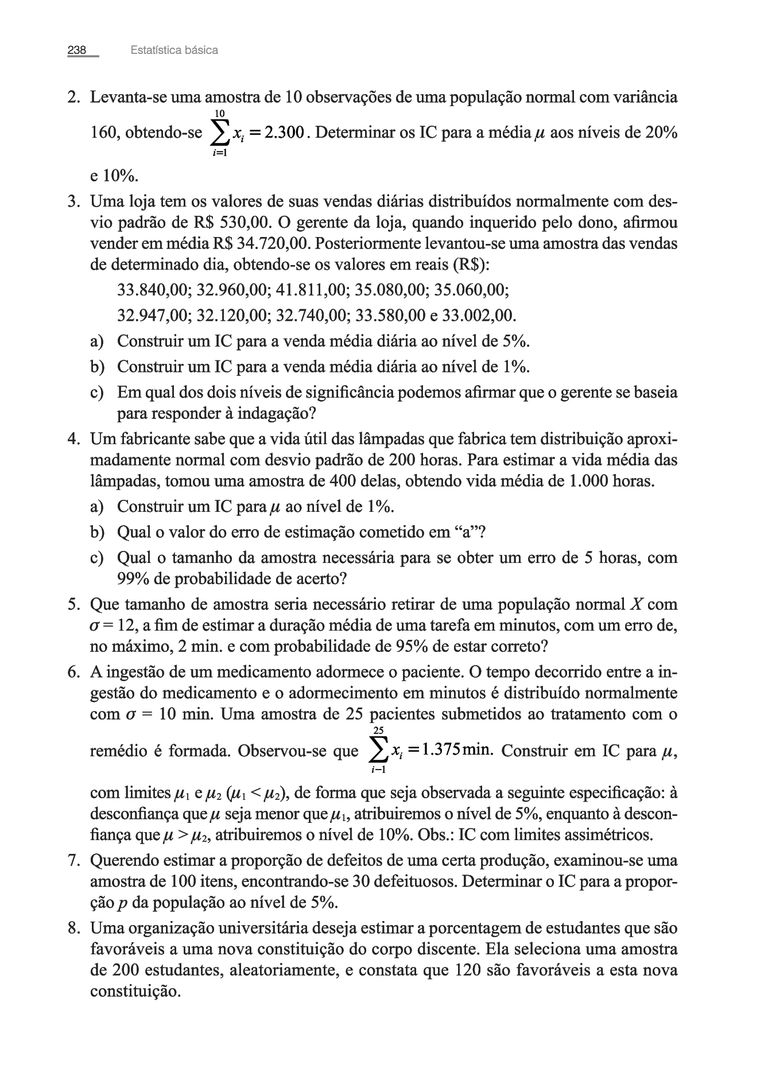 238 Estatística básica
2. Levanta-se uma amostra de 10 observações de uma população normal com variância
160, obtendo-se \sum_{i=1}^{10} x_i = 2.300. Determinar os IC para a média μ aos níveis de 20%
e 10%.
3. Uma loja tem os valores de suas vendas diárias distribuídos normalmente com des-
vio padrão de R$ 530,00. O gerente da loja, quando inquerido pelo dono, afirmou
vender em média R$ 34.720,00. Posteriormente levantou-se uma amostra das vendas
de determinado dia, obtendo-se os valores em reais (R$):
33.840,00; 32.960,00; 41.811,00; 35.080,00; 35.060,00;
32.947,00; 32.120,00; 32.740,00; 33.580,00 e 33.002,00.
a) Construir um IC para a venda média diária ao nível de 5%.
b) Construir um IC para a venda média diária ao nível de 1%.
c) Em qual dos dois níveis de significância podemos afirmar que o gerente se baseia
para responder à indagação?
4. Um fabricante sabe que a vida útil das lâmpadas que fabrica tem distribuição aproxi-
madamente normal com desvio padrão de 200 horas. Para estimar a vida média das
lâmpadas, tomou uma amostra de 400 delas, obtendo vida média de 1.000 horas.
a) Construir um IC para μ ao nível de 1%.
b) Qual o valor do erro de estimação cometido em “a”?
c) Qual o tamanho da amostra necessária para se obter um erro de 5 horas, com
99% de probabilidade de acerto?
5. Que tamanho de amostra seria necessário retirar de uma população normal X com
σ = 12, a fim de estimar a duração média de uma tarefa em minutos, com um erro de,
no máximo, 2 min. e com probabilidade de 95% de estar correto?
6. A ingestão de um medicamento adormece o paciente. O tempo decorrido entre a in-
gestão do medicamento e o adormecimento em minutos é distribuído normalmente
com σ = 10 min. Uma amostra de 25 pacientes submetidos ao tratamento com o
remédio é formada. Observou-se que \sum_{i-1}^{25} x_i = 1.375 min. Construir em IC para μ,
com limites μ₁ e μ₂ (μ₁ < μ₂), de forma que seja observada a seguinte especificação: à
desconfiança que μ seja menor que μ₁, atribuiremos o nível de 5%, enquanto à descon-
fiança que μ > μ₂, atribuiremos o nível de 10%. Obs.: IC com limites assimétricos.
7. Querendo estimar a proporção de defeitos de uma certa produção, examinou-se uma
amostra de 100 itens, encontrando-se 30 defeituosos. Determinar o IC para a propor-
ção p da população ao nível de 5%.
8. Uma organização universitária deseja estimar a porcentagem de estudantes que são
favoráveis a uma nova constituição do corpo discente. Ela seleciona uma amostra
de 200 estudantes, aleatoriamente, e constata que 120 são favoráveis a esta nova
constituição.